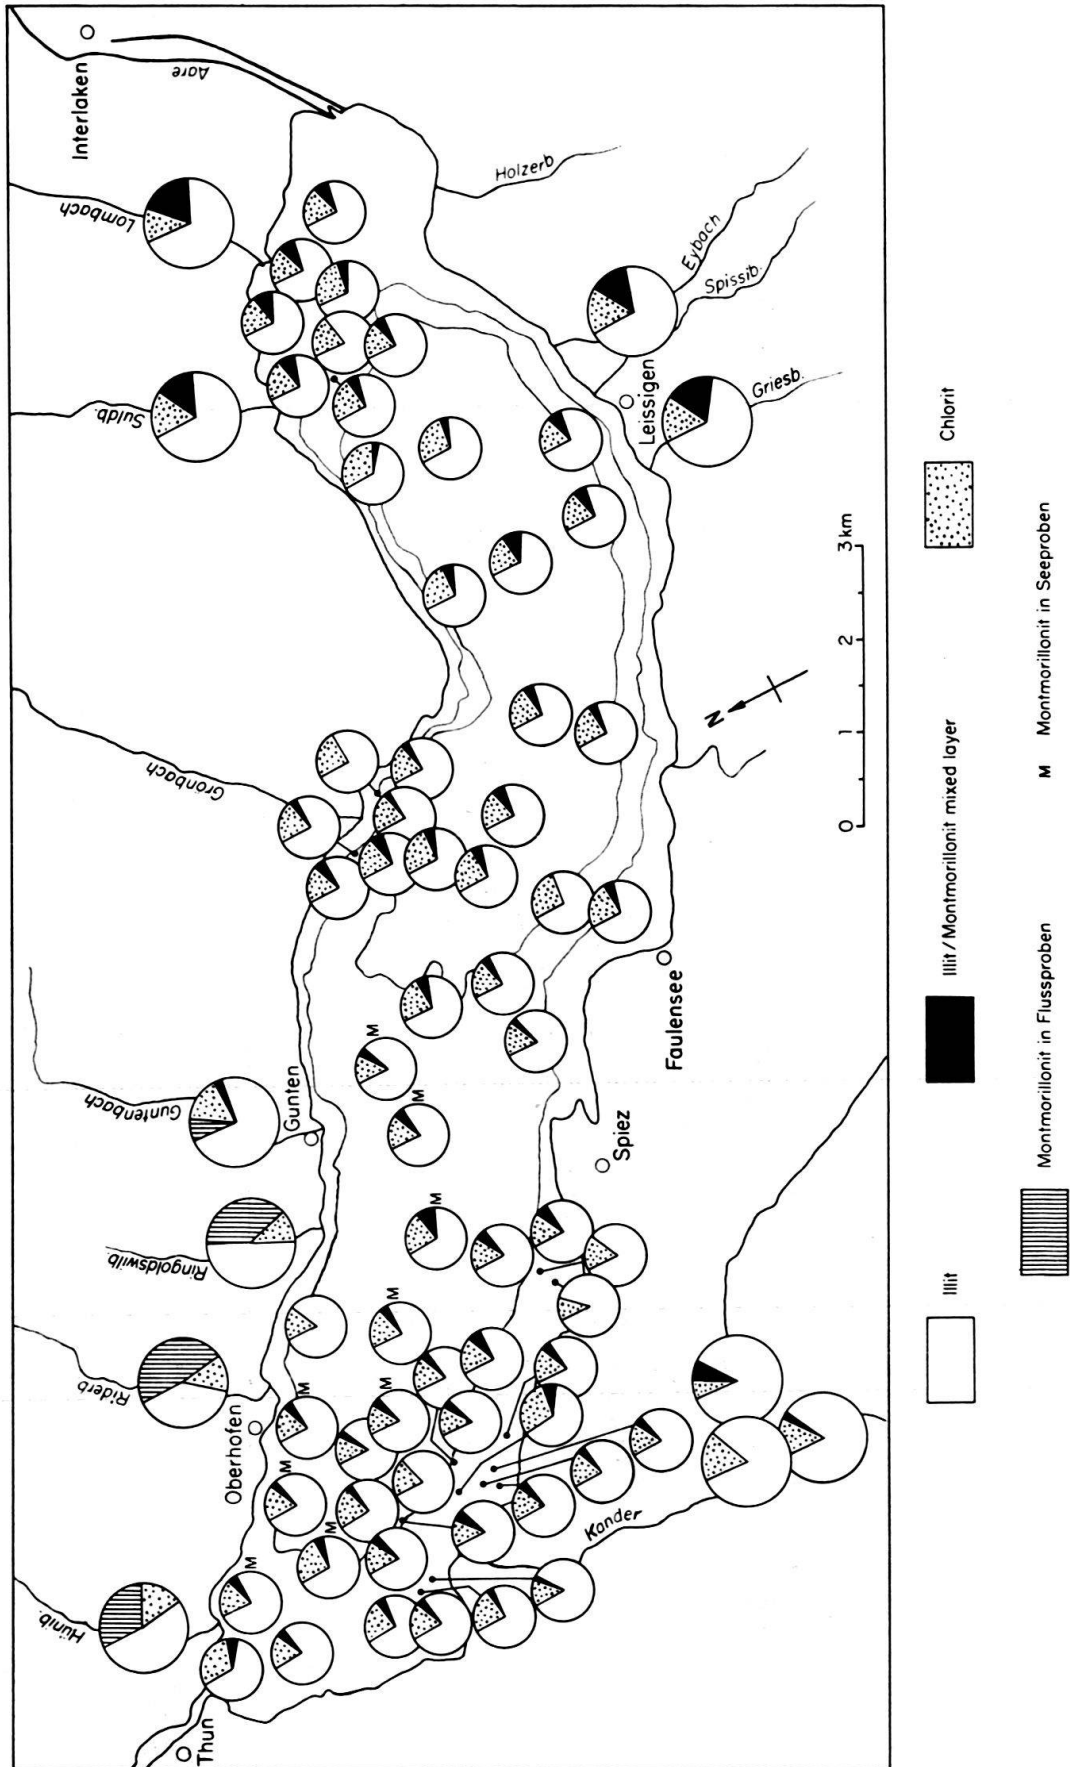 Hünib.
Riderb
Ringoldswilb
Guntenbach
Grönbach
Suldb.
Lombach
Interlaken
Aare
Thun
Oberhofen
Gunten
M
M
M
M
M
M
M
M
M
Kander
Spiez
Faulensee
N
Leissigen
Holzerb
Eybach
Spissib.
Griesb.
0 1 2 3 km
Illit
Illit/Montmorillonit mixed layer
Chlorit
Montmorillonit in Flussproben
M Montmorillonit in Seeproben